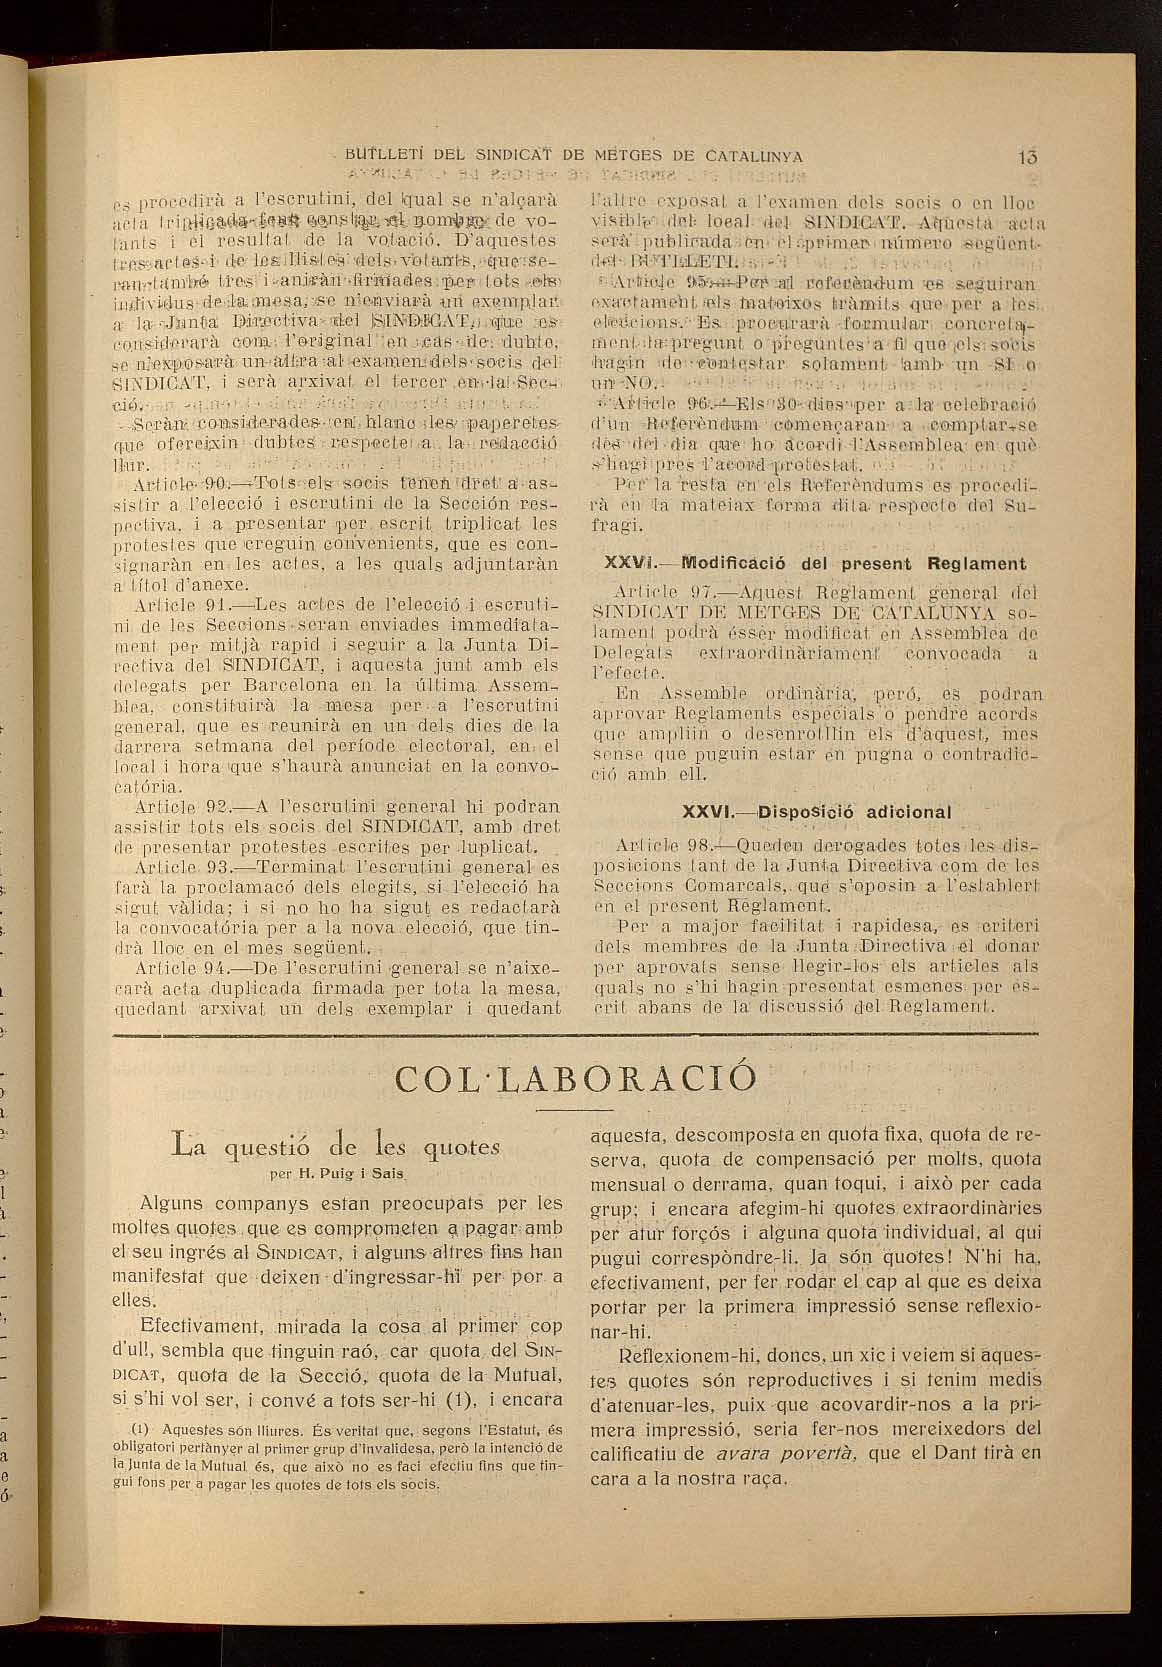 BUTLLETÍ DEL SINDICAT DE METGES DE CATALUNYA 13
es procedirà a l'escrutini, del qual se n'alçarà
acta triplicada fent constar el nombre de vo-
tants i el resultat de la votació. D'aquestes
tres actes i de les llistes dels votants, que se-
ran també tres i aniràn firmades per tots els
individus de la mesa, se n'enviarà un exemplar
a la Junta Directiva del SINDICAT, que es
considerarà com l'original en cas de dubte,
se n'exposarà un altra al examen dels socis del
SINDICAT, i serà arxivat el tercer en la Sec-
ció.
Seràn considerades en blanc les paperetes
que ofereixin dubtes respecte a la redacció
llur.
Article 90.—Tots els socis tenen dret a as-
sistir a l'elecció i escrutini de la Sección res-
pectiva, i a presentar per escrit triplicat les
protestes que creguin convenients, que es con-
signaràn en les actes, a les quals adjuntaràn
a títol d'anexe.
Article 91.—Les actes de l'elecció i escruti-
ni de les Seccions seran enviades immediata-
ment per mitjà rapid i seguir a la Junta Di-
rectiva del SINDICAT, i aquesta junt amb els
delegats per Barcelona en la última Assem-
blea, constituirà la mesa per a l'escrutini
general, que es reunirà en un dels dies de la
darrera setmana del període electoral, en el
local i hora que s'haurà anunciat en la convo-
catória.
Article 92.—A l'escrutini general hi podran
assistir tots els socis del SINDICAT, amb dret
de presentar protestes escrites per luplicat.
Article 93.—Terminat l'escrutini general es
farà la proclamacó dels elegits, si l'elecció ha
sigut vàlida; i si no ho ha sigut es redactarà
la convocatória per a la nova elecció, que tin-
drà lloc en el mes següent.
Article 94.—De l'escrutini general se n'aixe-
carà acta duplicada firmada per tota la mesa,
quedant arxivat un dels exemplar i quedant
l'altre exposat a l'examen dels socis o en lloc
visible del local del SINDICAT. Aquesta acta
serà publicada en el primer número següent
del BUTLLETI.
Article 95.—Per al referèndum es seguiran
exactament els mateixos tràmits que per a les
eleccions. Es procurarà formular concreta-
ment la pregunt o preguntes a fi que els socis
hagin de contestar solament amb un SI o
un NO.
Article 96.—Els 30 dies per a la celebració
d'un Referèndum començaran a comptar-se
des del dia que ho acordi l'Assemblea en què
s'hagi pres l'acord protestat.
Per la resta en els Referèndums es procedi-
rà en la mateiax forma dita respecte del Su-
fragi.
XXVI.—Modificació del present Reglament
Article 97.—Aquest Reglament general del
SINDICAT DE METGES DE CATALUNYA so-
lament podrà ésser modificat en Assemblea de
Delegats extraordinàriament convocada a
l'efecte.
En Assemble ordinària, peró, es podran
aprovar Reglaments especials o pendre acords
que ampliin o desenrotllin els d'aquest, mes
sense que puguin estar en pugna o contradic-
ció amb ell.
XXVI.—Disposició adicional
Article 98.—Queden derogades totes les dis-
posicions tant de la Junta Directiva com de les
Seccions Comarcals, que s'oposin a l'establert
en el present Reglament.
Per a major facilitat i rapidesa, es criteri
dels membres de la Junta Directiva el donar
per aprovats sense llegir-los els articles als
quals no s'hi hagin presentat esmenes per es-
crit abans de la discussió del Reglament.
COL·LABORACIÓ
La questió de les quotes
per H. Puig i Sais
Alguns companys estan preocupats per les
moltes quotes que es comprometen a pagar amb
el seu ingrés al SINDICAT, i alguns altres fins han
manifestat que deixen d'ingressar-hi per por a
elles.
Efectivament, mirada la cosa al primer cop
d'ull, sembla que tinguin raó, car quota del SIN-
DICAT, quota de la Secció, quota de la Mutual,
si s'hi vol ser, i convé a tots ser-hi (1), i encara
(1) Aquestes són lliures. És veritat que, segons l'Estatut, és
obligatori pertànyer al primer grup d'Invalidesa, però la intenció de
la Junta de la Mutual és, que això no es faci efectiu fins que tin-
gui fons per a pagar les quotes de tots els socis.
aquesta, descomposta en quota fixa, quota de re-
serva, quota de compensació per molts, quota
mensual o derrama, quan toqui, i això per cada
grup; i encara afegim-hi quotes extraordinàries
per atur forçós i alguna quota individual, al qui
pugui correspòndre-li. Ja són quotes! N'hi ha,
efectivament, per fer rodar el cap al que es deixa
portar per la primera impressió sense reflexio-
nar-hi.
Reflexionem-hi, doncs, un xic i veiem si aques-
tes quotes són reproductives i si tenim medis
d'atenuar-les, puix que acovardir-nos a la pri-
mera impressió, seria fer-nos mereixedors del
calificatiu de avara povertà, que el Dant tirà en
cara a la nostra raça.